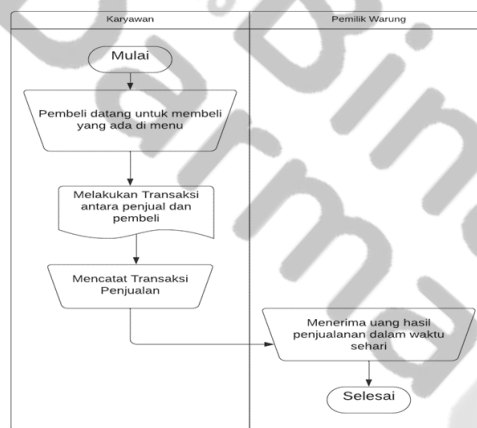 Karyawan
Pemilik Warung
Mulai
Pembeli datang untuk membeli
yang ada di menu
Melakukan Transaksi
antara penjual dan
pembeli
Mencatat Transaksi
Penjualan
Menerima uang hasil
penjualanan dalam waktu
sehari
Selesai